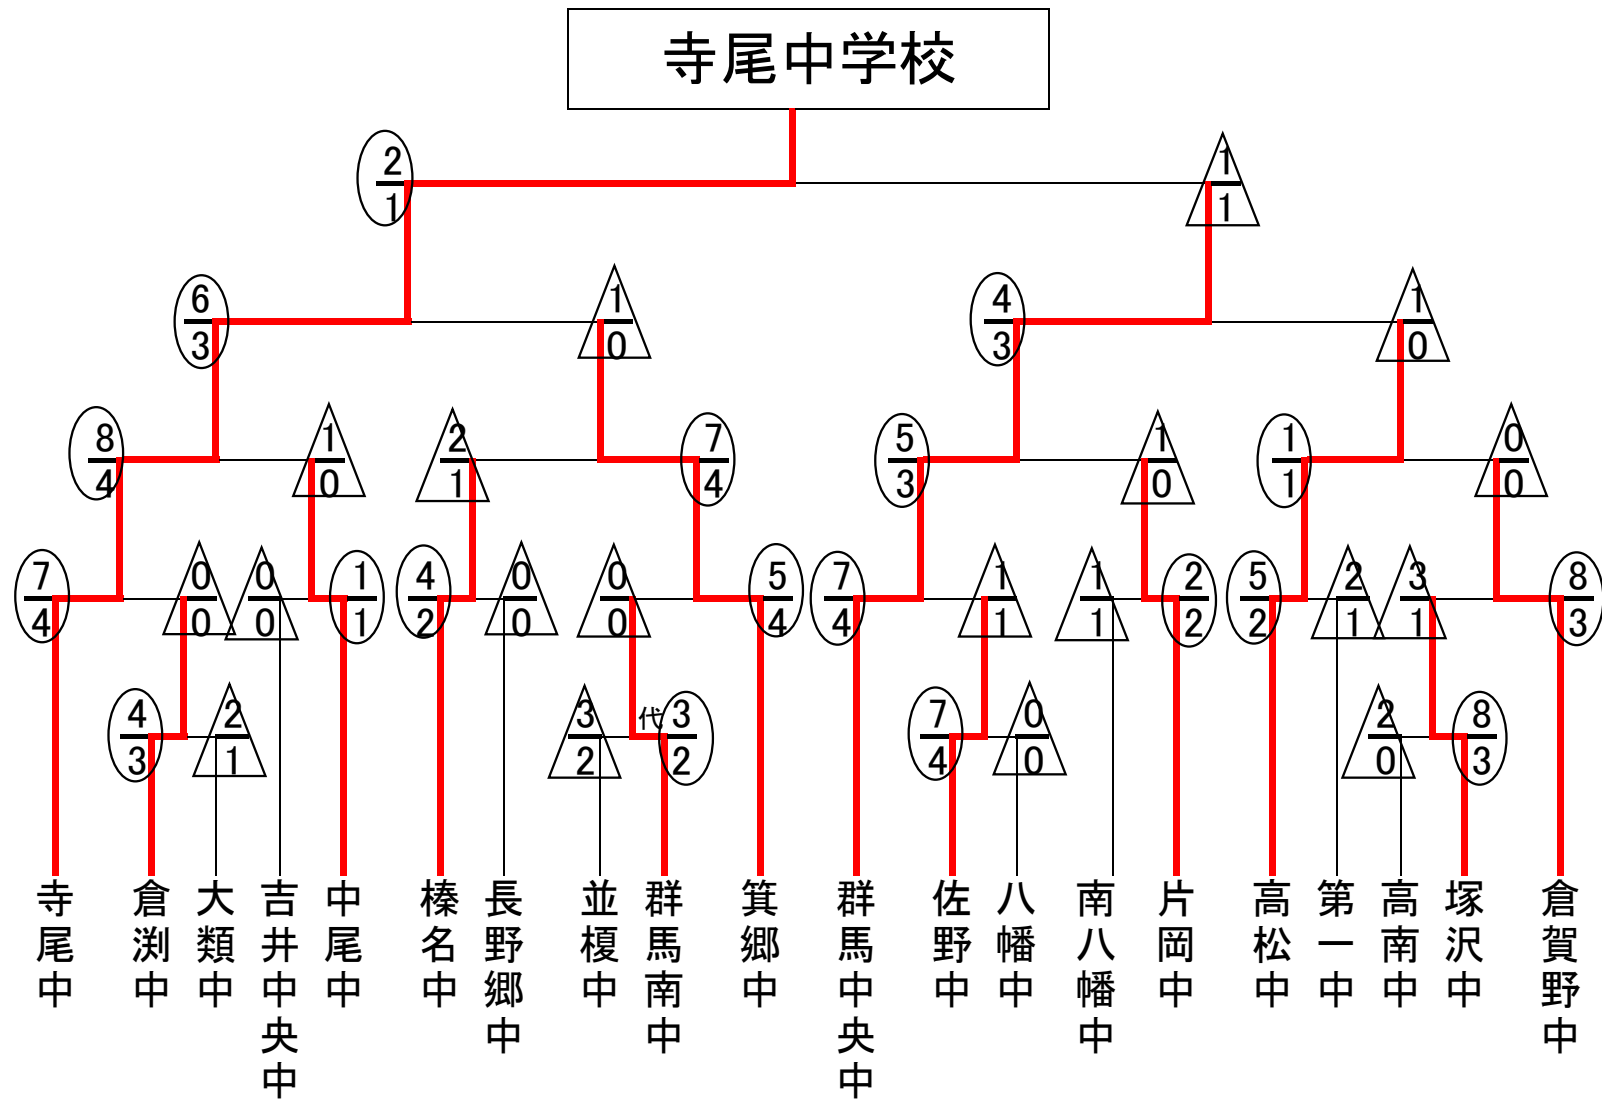 寺尾中学校
2 1
1 1
6 1 4 1
3 0 3 0
8 1 2 7 5 1 1 0
4 0 1 4 3 0 1 0
7 0 0 1 4 0 0 5 7 1 1 2 5 2 3 8
4 0 0 1 2 0 0 4 4 1 1 2 2 1 1 3
4 2 3 代 3 7 0 2 8
3 1 2 2 4 0 0 3
寺尾中
倉渕中
大類中
吉井中央中
中尾中
榛名中
長野郷中
並榎中
群馬南中
箕郷中
群馬中央中
佐野中
八幡中
南八幡中
片岡中
高松中
第一中
高南中
塚沢中
倉賀野中